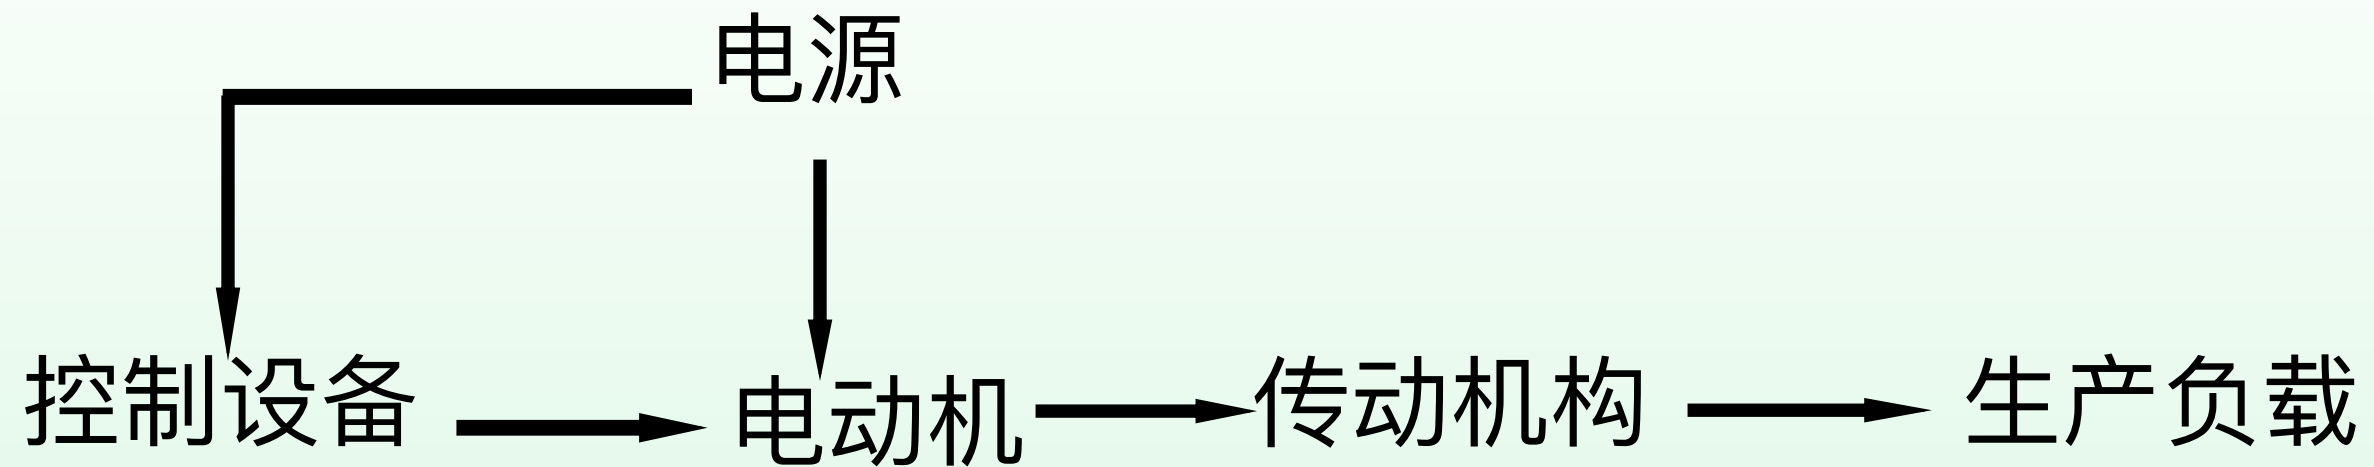 电源
控制设备
电动机
传动机构
生产负载